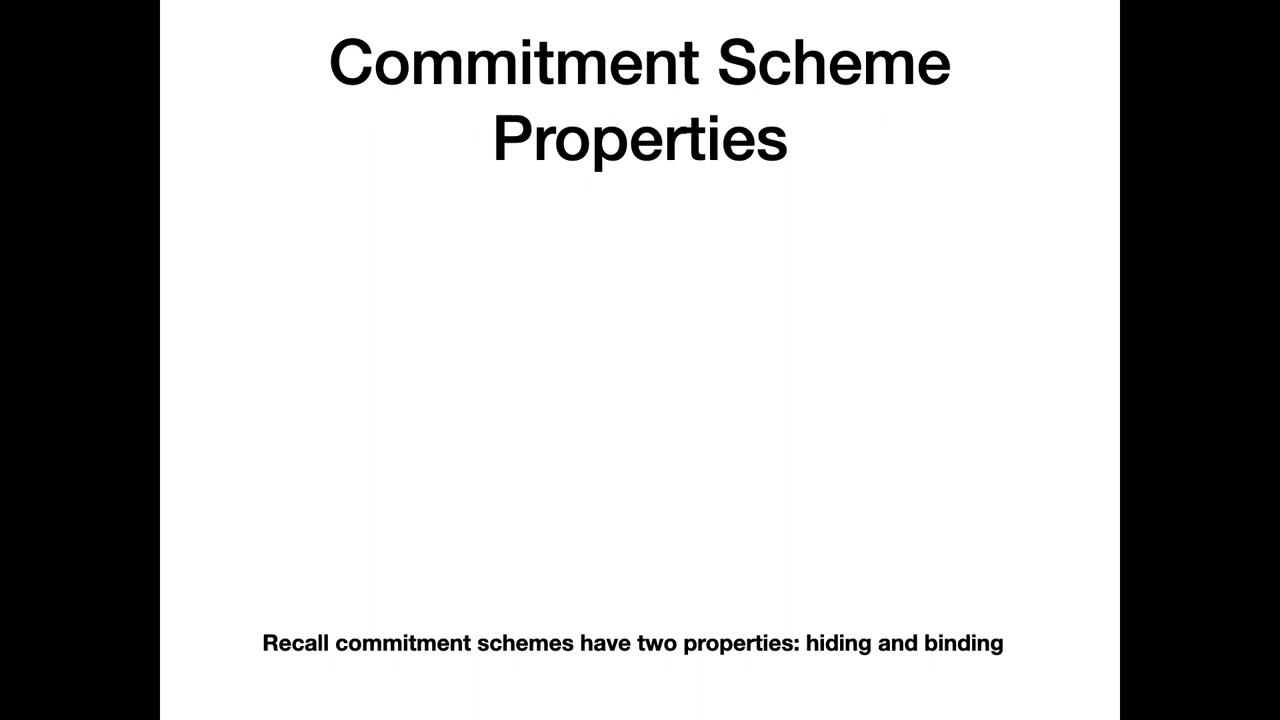 Commitment Scheme
Properties
Recall commitment schemes have two properties: hiding and binding